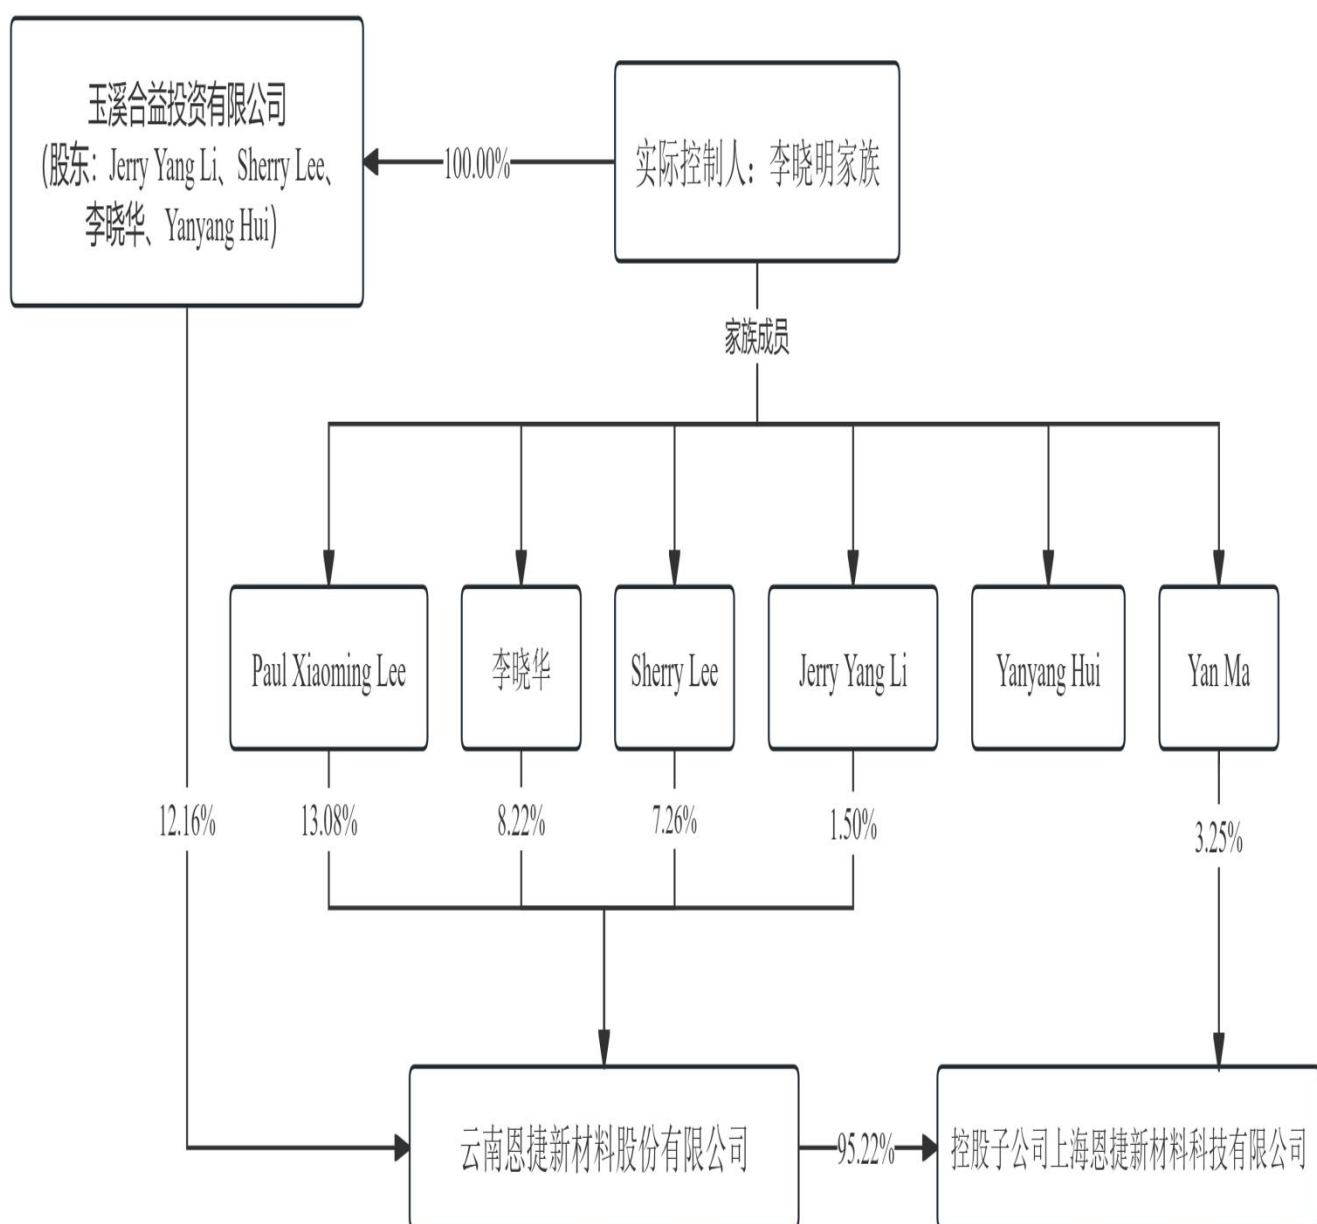 玉溪合益投资有限公司
(股东：Jerry Yang Li、Sherry Lee、
李晓华、Yanyang Hui)
100.00%
实际控制人：李晓明家族
家族成员
Paul Xiaoming Lee
李晓华
Sherry Lee
Jerry Yang Li
Yanyang Hui
Yan Ma
12.16%
13.08%
8.22%
7.26%
1.50%
3.25%
云南恩捷新材料股份有限公司
95.22%
控股子公司上海恩捷新材料科技有限公司